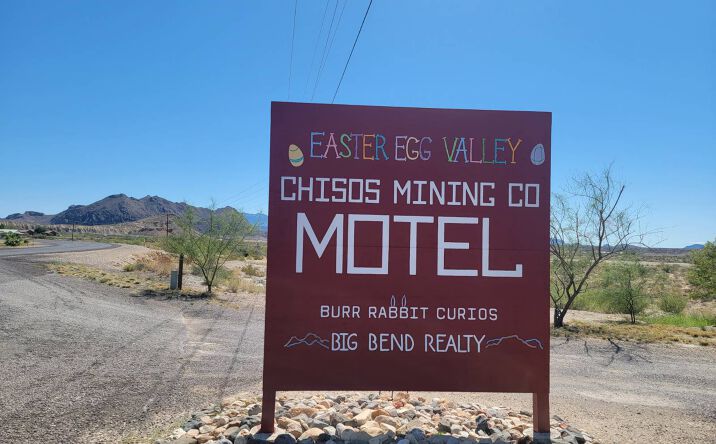 EASTER EGG VALLEY
CHISOS MINING CO
MOTEL
BURR RABBIT CURIOS
BIG BEND REALTY